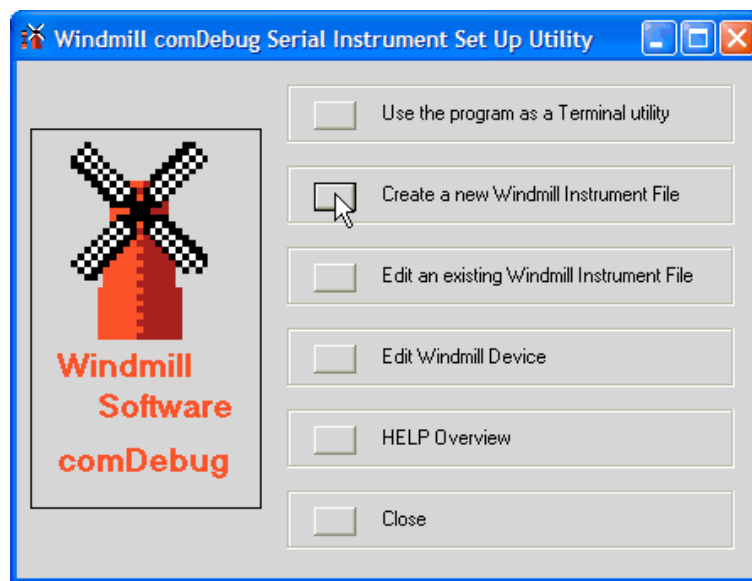 Windmill comDebug Serial Instrument Set Up Utility
Use the program as a Terminal utility
Create a new Windmill Instrument File
Edit an existing Windmill Instrument File
Edit Windmill Device
HELP Overview
Close
Windmill
Software
comDebug